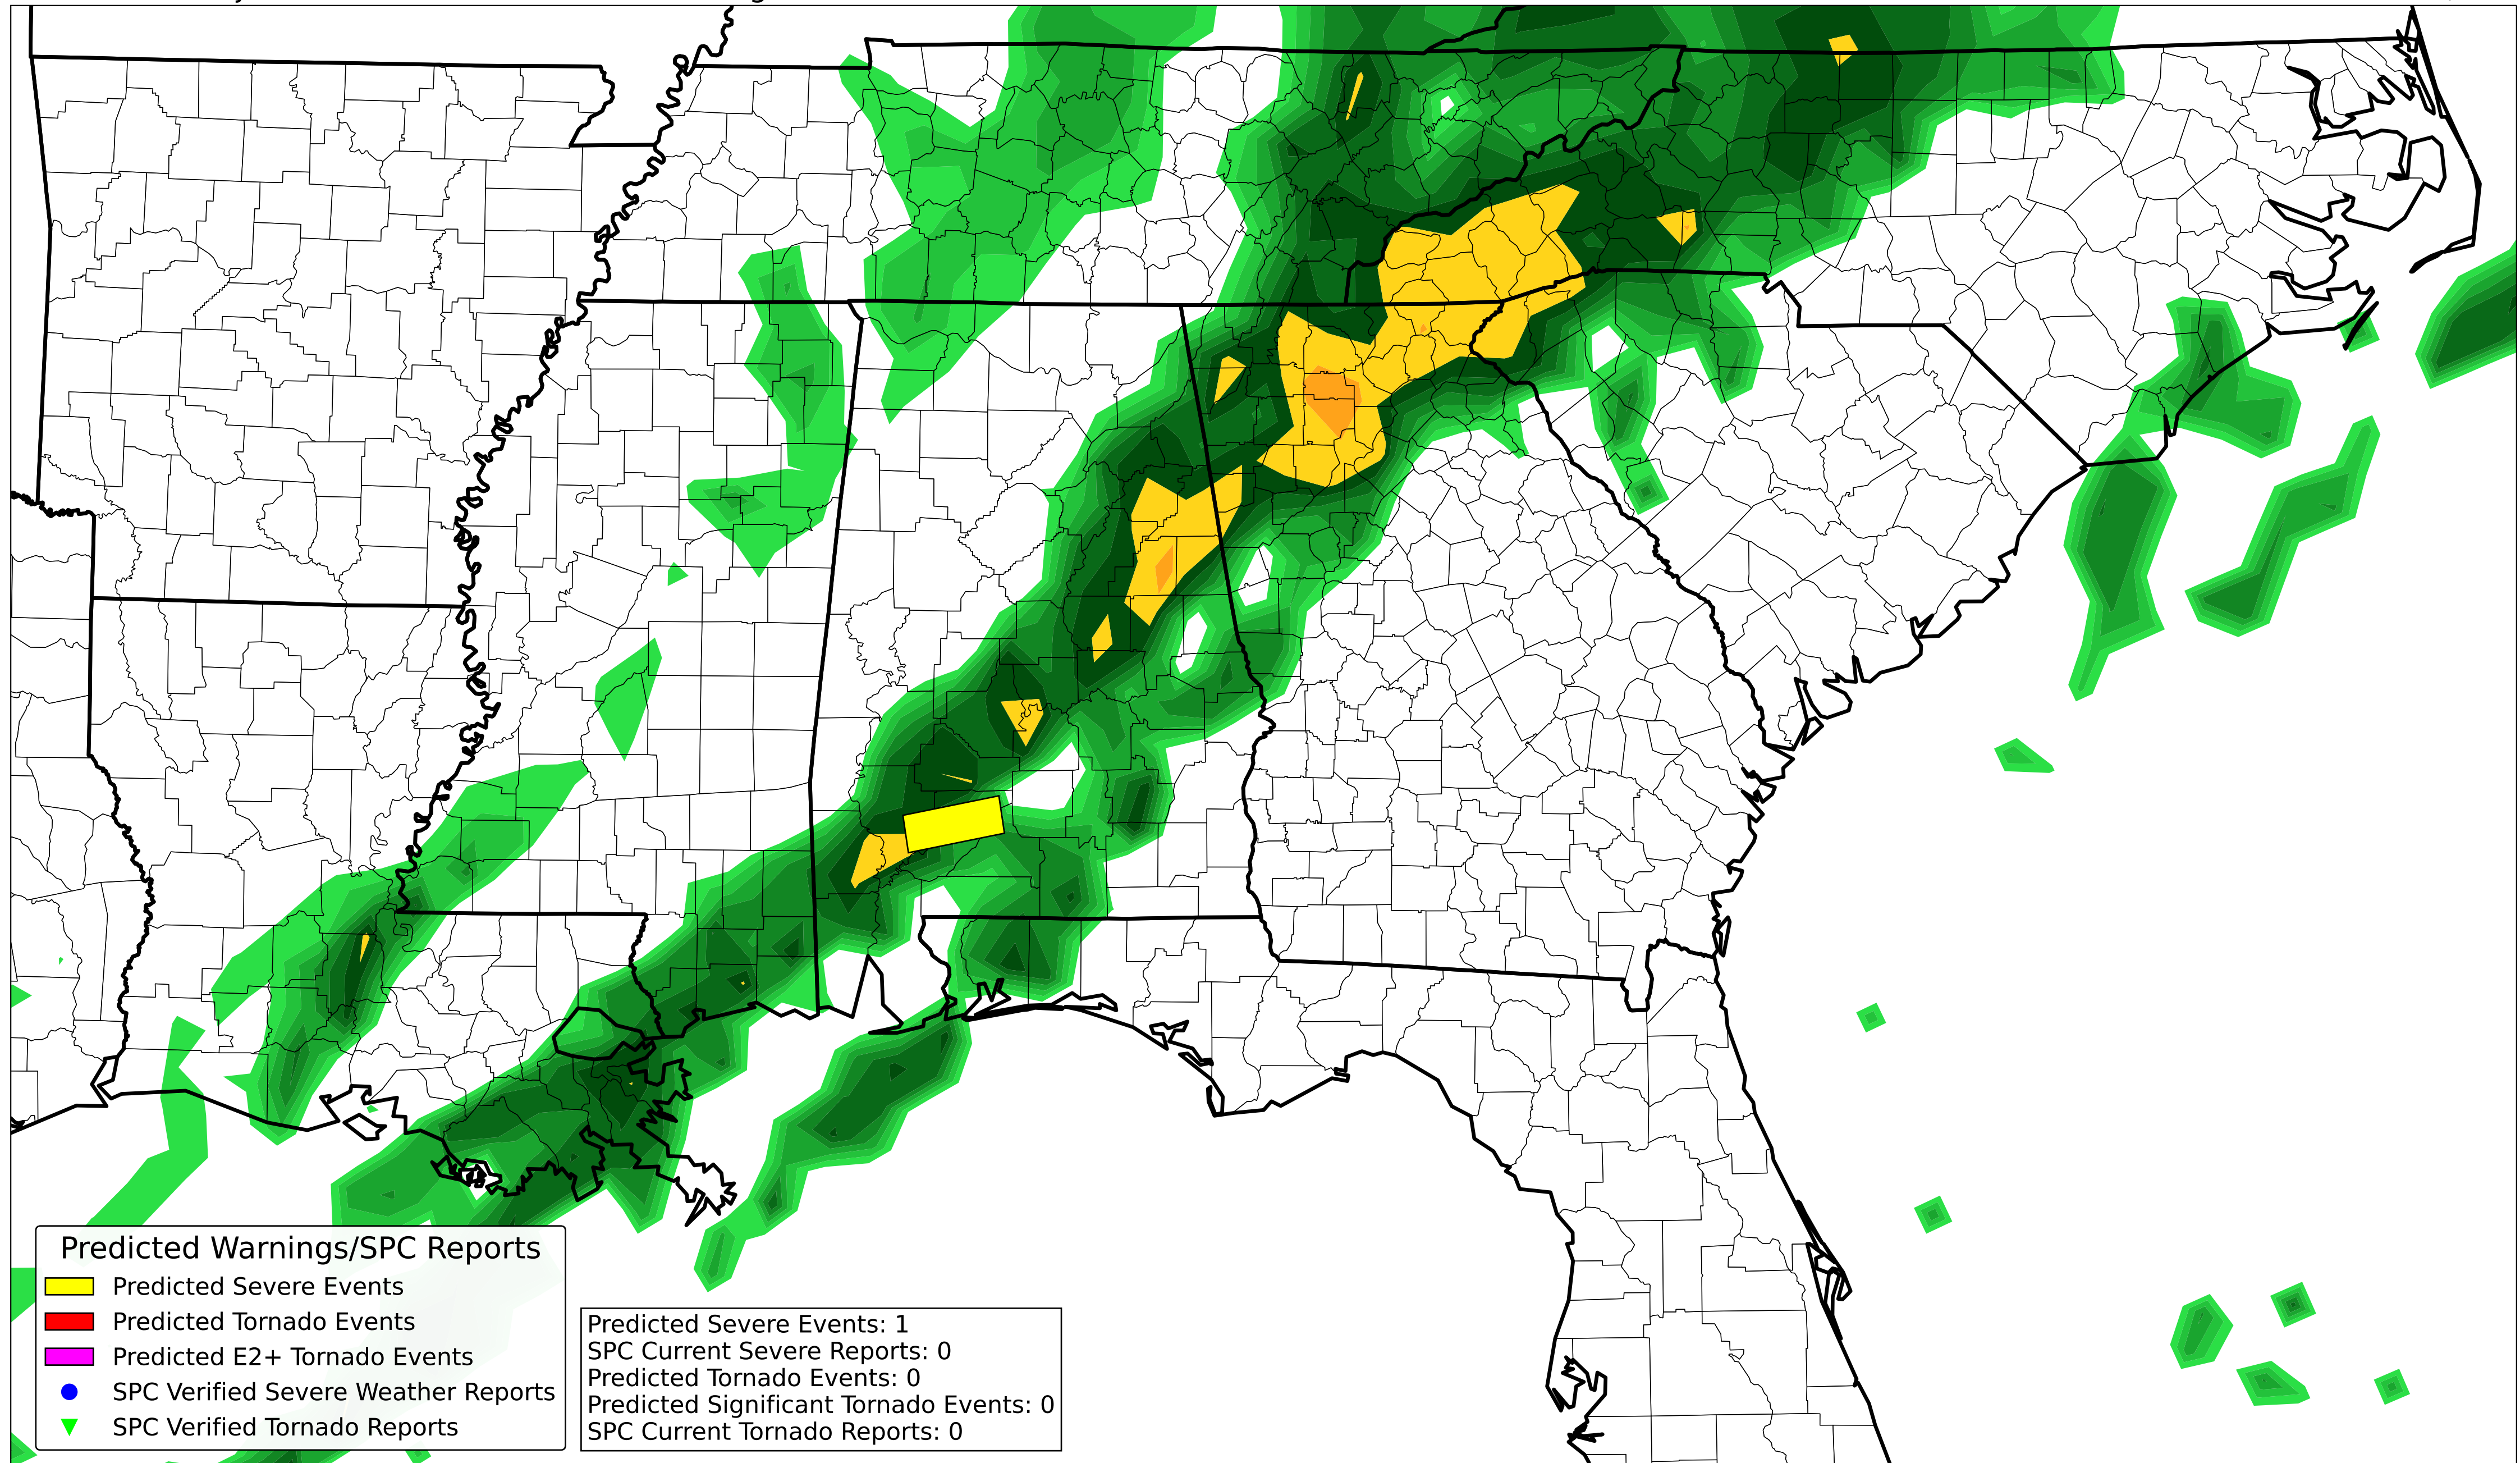 Predicted Warnings/SPC Reports
Predicted Severe Events
Predicted Tornado Events
Predicted E2+ Tornado Events
SPC Verified Severe Weather Reports
SPC Verified Tornado Reports
Predicted Severe Events: 1
SPC Current Severe Reports: 0
Predicted Tornado Events: 0
Predicted Significant Tornado Events: 0
SPC Current Tornado Reports: 0